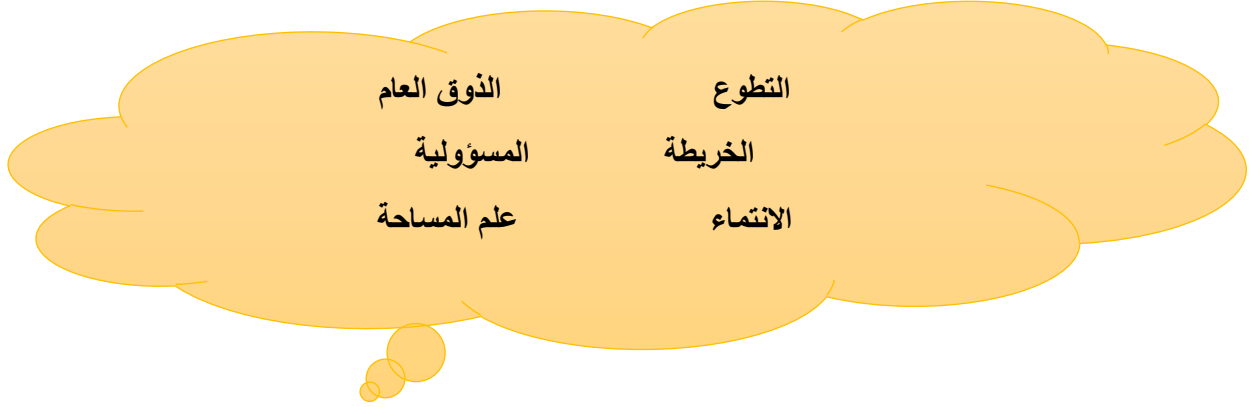 التطوع الذوق العام
الخريطة المسؤولية
الانتماء علم المساحة